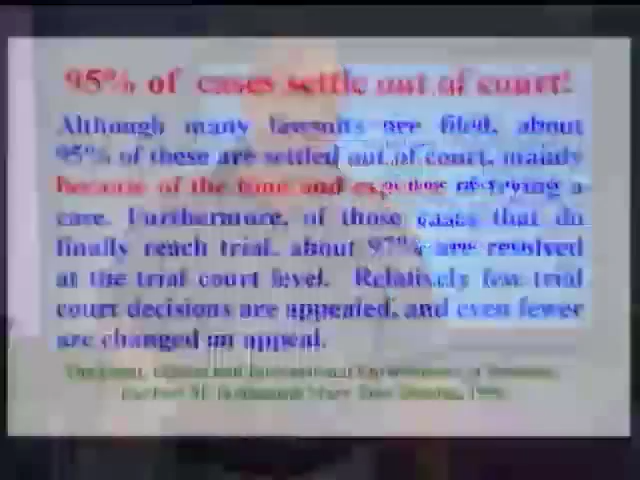 95% of cases settle out of court!
Although many lawsuits are filed, about
95% of these are settled out of court, mainly
because of the time and expense of trying a
case. Furthermore, of those cases that do
finally reach trial, about 97% are resolved
at the trial court level. Relatively few trial
court decisions are appealed, and even fewer
are changed on appeal.